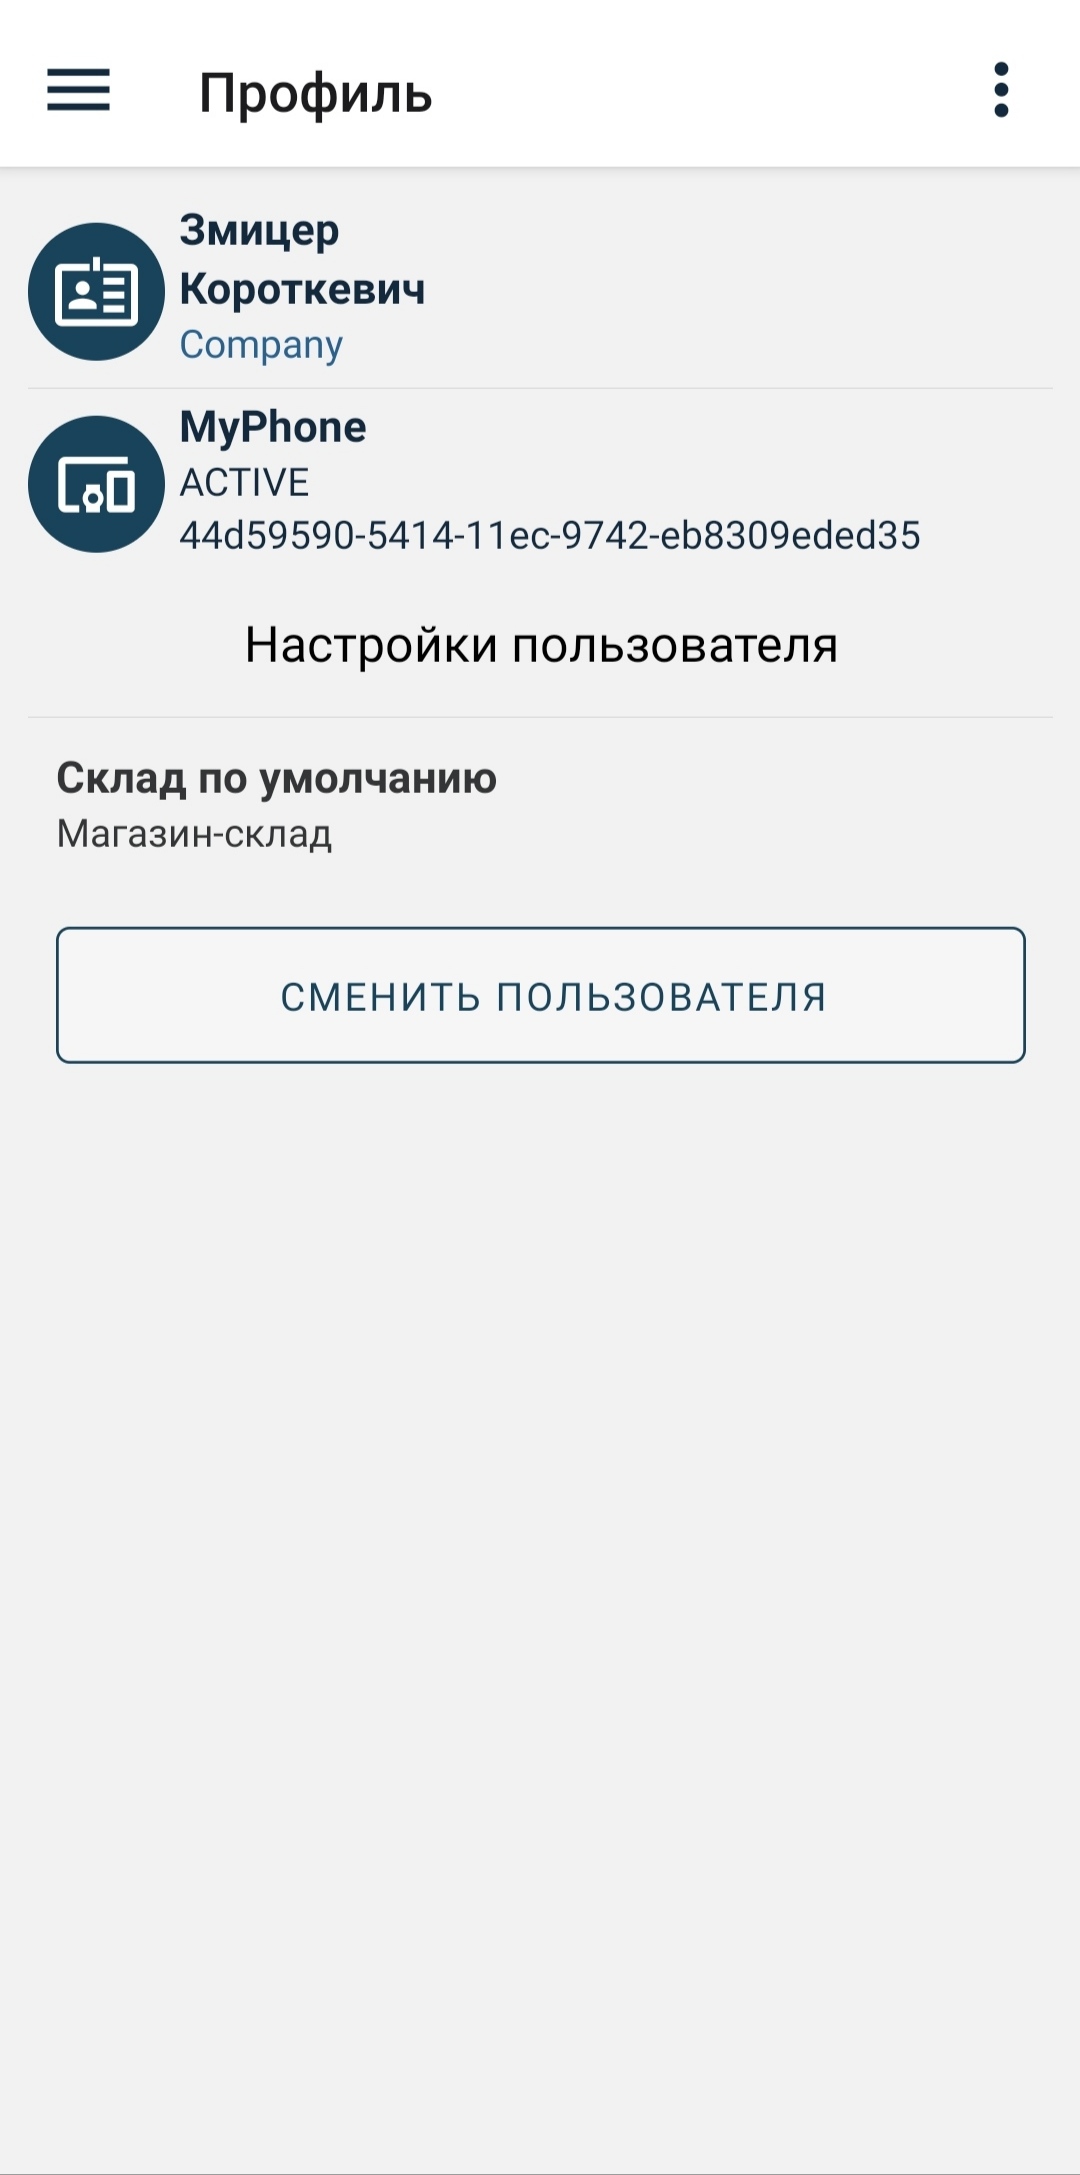 Профиль
Змицер
Короткевич
Company
MyPhone
ACTIVE
44d59590-5414-11ec-9742-eb8309eded35
Настройки пользователя
Склад по умолчанию
Магазин-склад
СМЕНИТЬ ПОЛЬЗОВАТЕЛЯ